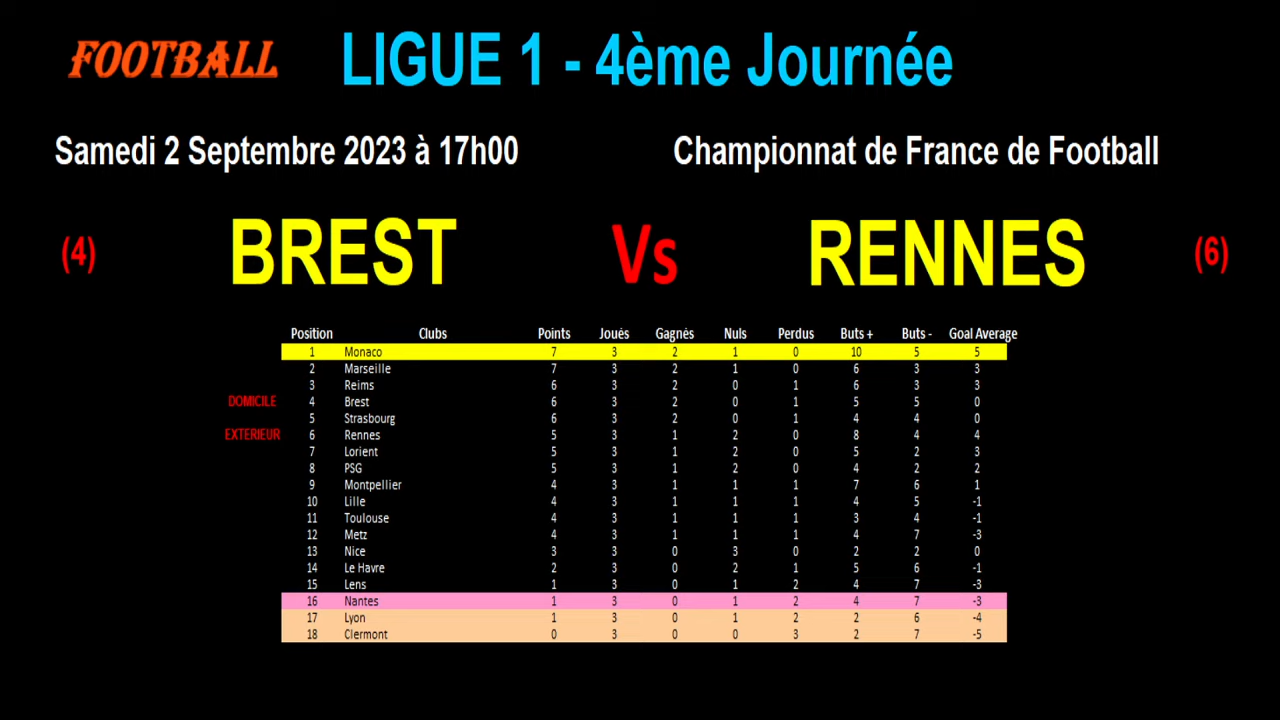 FOOTBALL LIGUE 1 - 4ème Journée
Samedi 2 Septembre 2023 à 17h00 Championnat de France de Football
(4) BREST Vs RENNES (6)
Position Clubs Points Joués Gagnés Nuls Perdus Buts + Buts - Goal Average
1 Monaco 7 3 2 1 0 10 5 5
2 Marseille 7 3 2 1 0 6 3 3
3 Reims 6 3 2 0 1 6 3 3
DOMICILE 4 Brest 6 3 2 0 1 5 5 0
5 Strasbourg 6 3 2 0 1 4 4 0
EXTERIEUR 6 Rennes 5 3 1 2 0 8 4 4
7 Lorient 5 3 1 2 0 5 2 3
8 PSG 5 3 1 2 0 4 2 2
9 Montpellier 4 3 1 1 1 7 6 1
10 Lille 4 3 1 1 1 4 5 -1
11 Toulouse 4 3 1 1 1 3 4 -1
12 Metz 4 3 1 1 1 4 7 -3
13 Nice 3 3 0 3 0 2 2 0
14 Le Havre 2 3 0 2 1 5 6 -1
15 Lens 1 3 0 1 2 4 7 -3
16 Nantes 1 3 0 1 2 4 7 -3
17 Lyon 1 3 0 1 2 2 6 -4
18 Clermont 0 3 0 0 3 2 7 -5